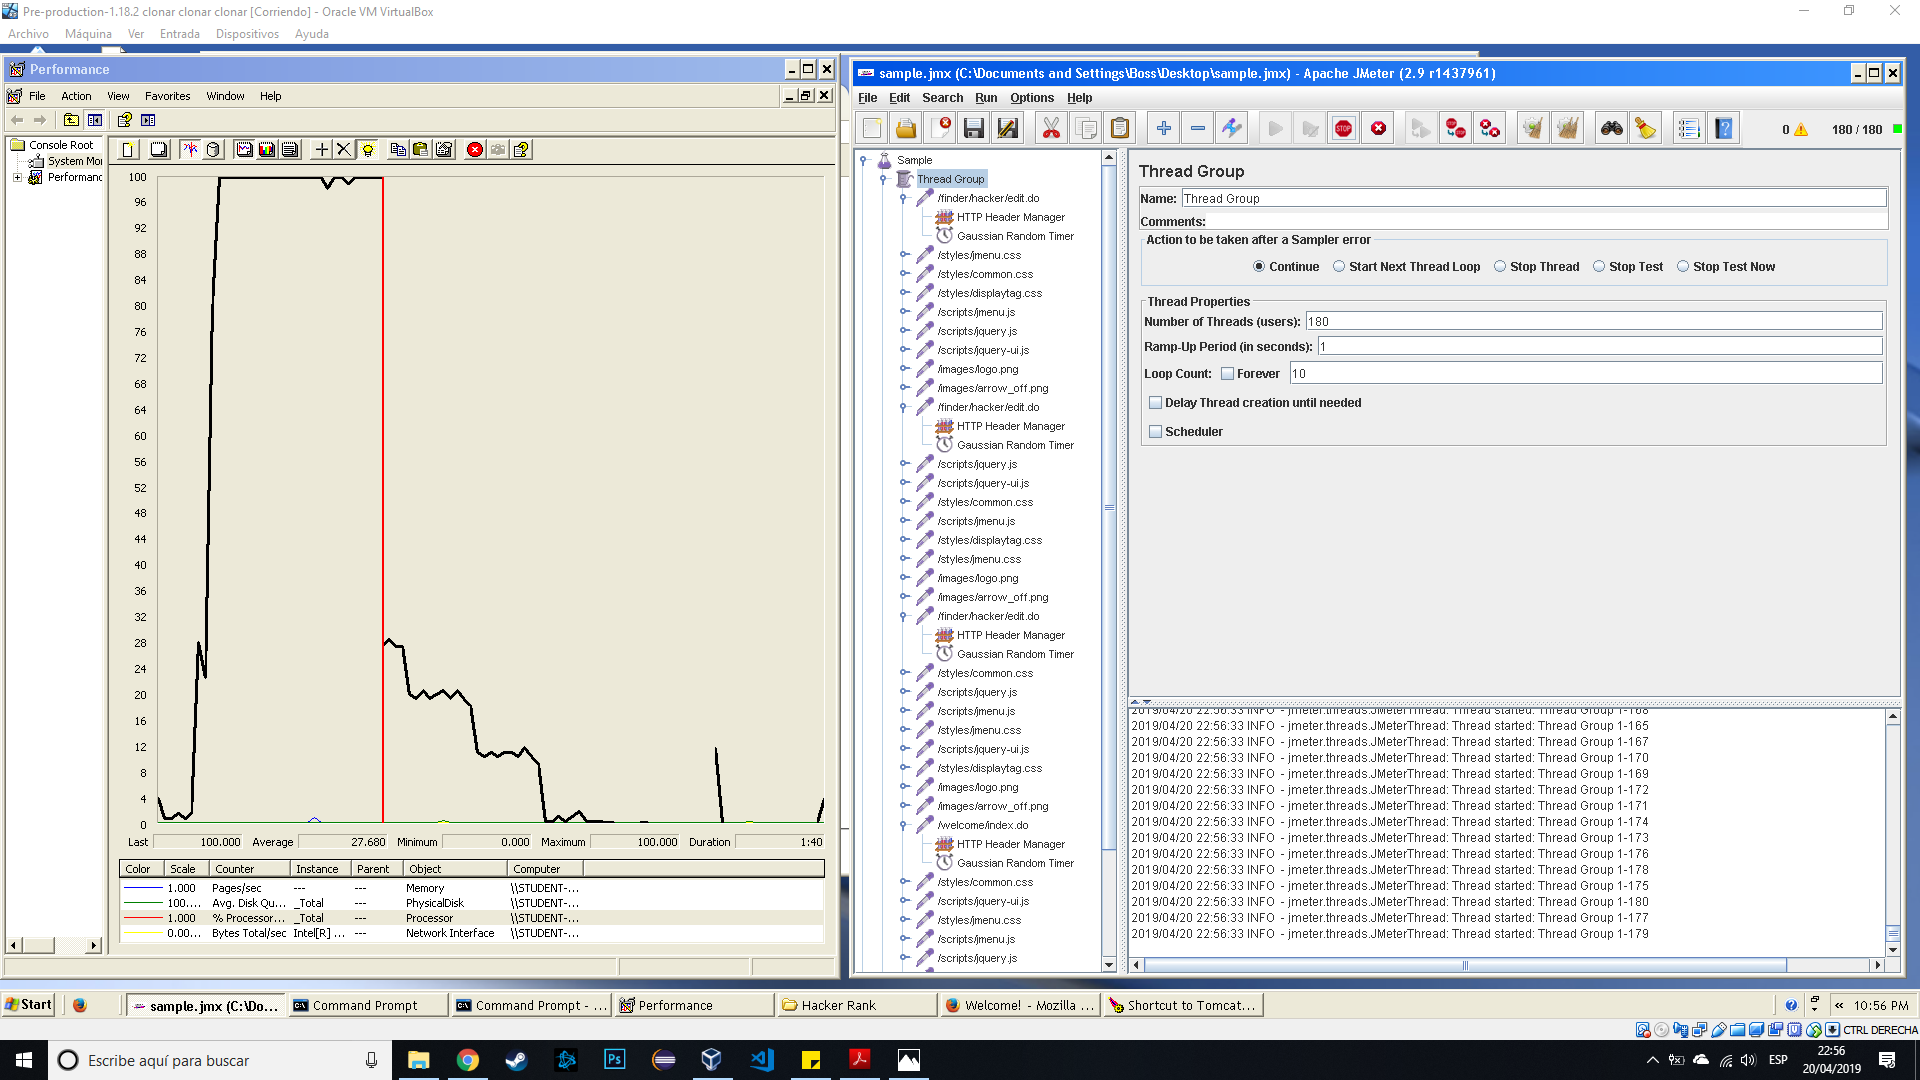 Pre-production-1.18.2 clonar clonar clonar [Corriendo] - Oracle VM VirtualBox
Archivo Máquina Ver Entrada Dispositivos Ayuda
Performance
File Action View Favorites Window Help
Console Root
System Mo
Performanc
100
96
92
88
84
80
76
72
68
64
60
56
52
48
44
40
36
32
28
24
20
16
12
8
4
0
Last 100.000 Average 27.680 Minimum 0.000 Maximum 100.000 Duration 1:40
Color Scale Counter Instance Parent Object Computer
1.000 Pages/sec --- --- Memory \\STUDENT-...
100.... Avg. Disk Qu... _Total --- PhysicalDisk \\STUDENT-...
1.000 % Processor... _Total --- Processor \\STUDENT-...
0.00... Bytes Total/sec Intel[R] ... --- Network Interface \\STUDENT-...
sample.jmx (C:\Documents and Settings\Boss\Desktop\sample.jmx) - Apache JMeter (2.9 r1437961)
File Edit Search Run Options Help
STOP
0 180 / 180
Sample
Thread Group
/finder/hacker/edit.do
HTTP Header Manager
Gaussian Random Timer
/styles/jmenu.css
/styles/common.css
/styles/displaytag.css
/scripts/jmenu.js
/scripts/jquery.js
/scripts/jquery-ui.js
/images/logo.png
/images/arrow_off.png
/finder/hacker/edit.do
HTTP Header Manager
Gaussian Random Timer
/scripts/jquery.js
/scripts/jquery-ui.js
/styles/common.css
/scripts/jmenu.js
/styles/displaytag.css
/styles/jmenu.css
/images/logo.png
/images/arrow_off.png
/finder/hacker/edit.do
HTTP Header Manager
Gaussian Random Timer
/styles/common.css
/scripts/jquery.js
/scripts/jmenu.js
/styles/jmenu.css
/scripts/jquery-ui.js
/styles/displaytag.css
/images/logo.png
/images/arrow_off.png
/welcome/index.do
HTTP Header Manager
Gaussian Random Timer
/styles/common.css
/scripts/jquery-ui.js
/styles/jmenu.css
/scripts/jmenu.js
/scripts/jquery.js
Thread Group
Name: Thread Group
Comments:
Action to be taken after a Sampler error
Continue Start Next Thread Loop Stop Thread Stop Test Stop Test Now
Thread Properties
Number of Threads (users): 180
Ramp-Up Period (in seconds): 1
Loop Count: Forever 10
Delay Thread creation until needed
Scheduler
2019/04/20 22:56:33 INFO - jmeter.threads.JMeterThread: Thread started: Thread Group 1-168
2019/04/20 22:56:33 INFO - jmeter.threads.JMeterThread: Thread started: Thread Group 1-165
2019/04/20 22:56:33 INFO - jmeter.threads.JMeterThread: Thread started: Thread Group 1-167
2019/04/20 22:56:33 INFO - jmeter.threads.JMeterThread: Thread started: Thread Group 1-170
2019/04/20 22:56:33 INFO - jmeter.threads.JMeterThread: Thread started: Thread Group 1-169
2019/04/20 22:56:33 INFO - jmeter.threads.JMeterThread: Thread started: Thread Group 1-172
2019/04/20 22:56:33 INFO - jmeter.threads.JMeterThread: Thread started: Thread Group 1-171
2019/04/20 22:56:33 INFO - jmeter.threads.JMeterThread: Thread started: Thread Group 1-174
2019/04/20 22:56:33 INFO - jmeter.threads.JMeterThread: Thread started: Thread Group 1-173
2019/04/20 22:56:33 INFO - jmeter.threads.JMeterThread: Thread started: Thread Group 1-176
2019/04/20 22:56:33 INFO - jmeter.threads.JMeterThread: Thread started: Thread Group 1-178
2019/04/20 22:56:33 INFO - jmeter.threads.JMeterThread: Thread started: Thread Group 1-175
2019/04/20 22:56:33 INFO - jmeter.threads.JMeterThread: Thread started: Thread Group 1-180
2019/04/20 22:56:33 INFO - jmeter.threads.JMeterThread: Thread started: Thread Group 1-177
2019/04/20 22:56:33 INFO - jmeter.threads.JMeterThread: Thread started: Thread Group 1-179
Start sample.jmx (C:\Do... Command Prompt Command Prompt - ... Performance Hacker Rank Welcome! - Mozilla ... Shortcut to Tomcat... « 10:56 PM
CTRL DERECHA
Escribe aquí para buscar Ps ESP 22:56
20/04/2019